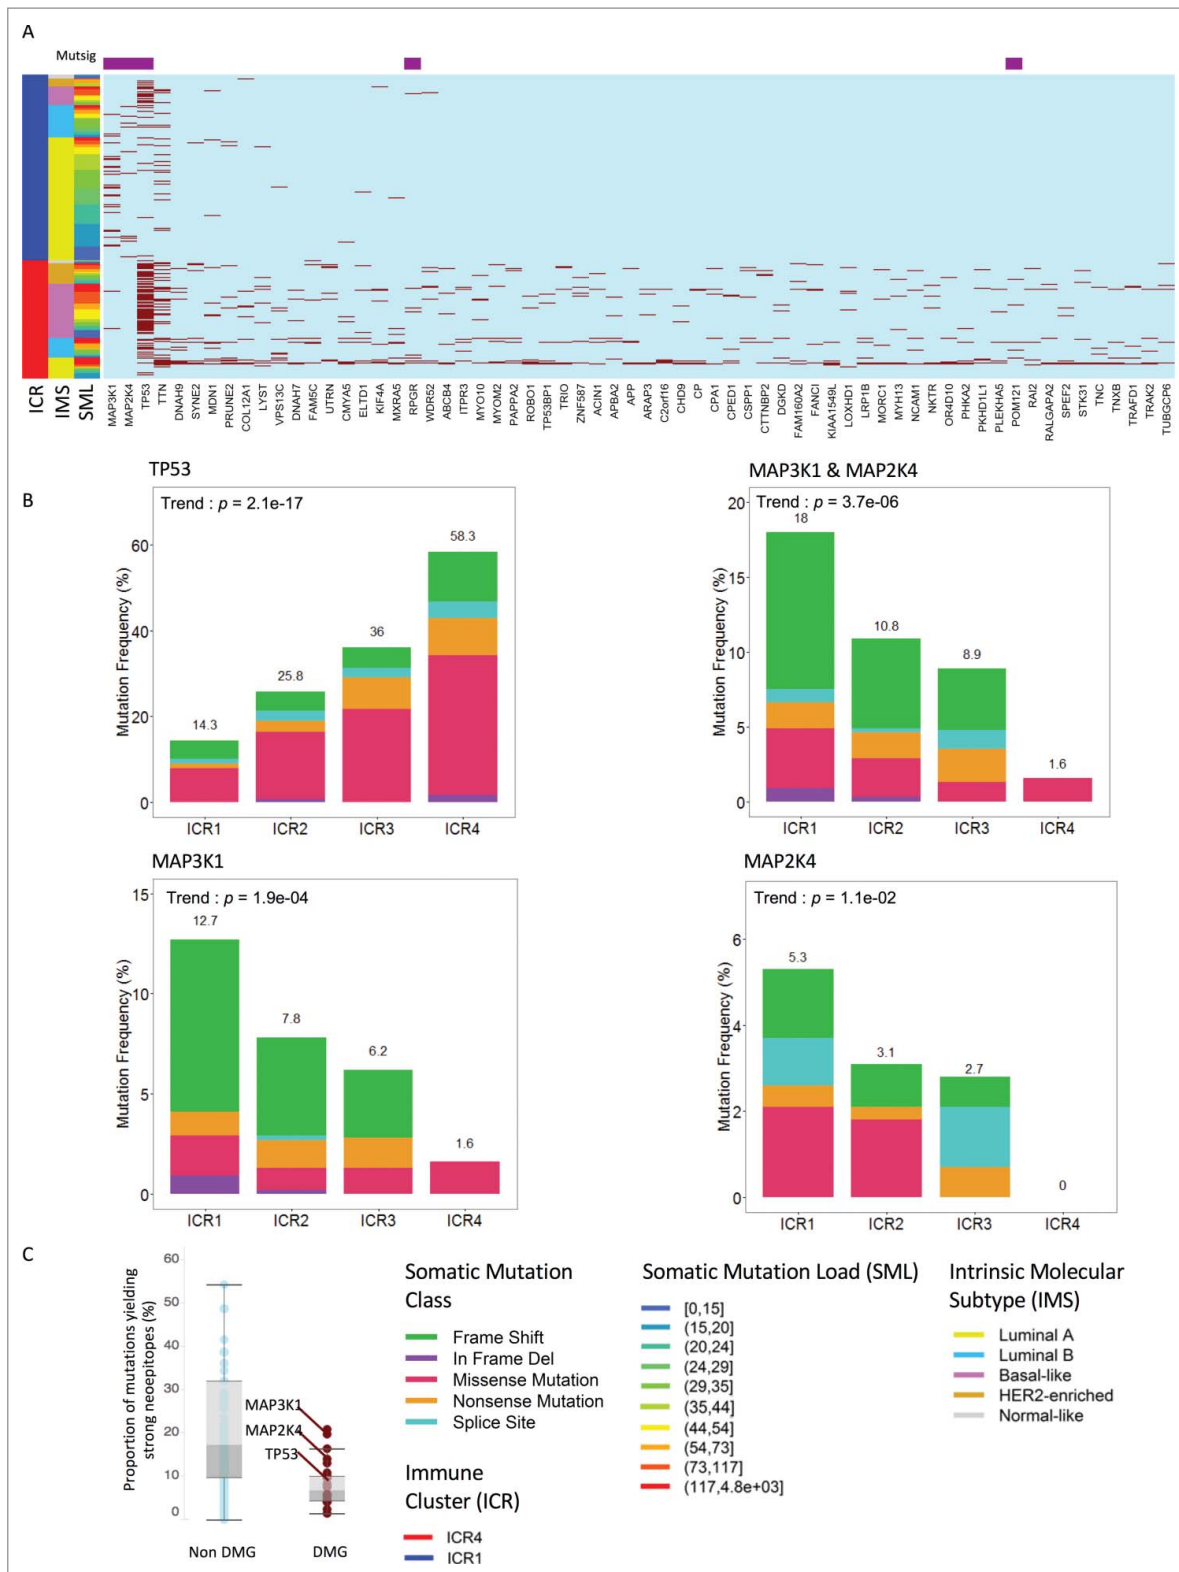 A
Mutsig
ICR
IMS
SML
MAP3K1
MAP2K4
TP53
TTN
DNAH9
SYNE2
MDN1
PRUNE2
COL12A1
LYST
VPS13C
DNAH7
FAM5C
UTRN
CMYA5
ELTD1
KIF4A
MXRA5
RPGR
WDR52
ABCB4
ITPR3
MYO10
MYOM2
PAPPA2
ROBO1
TP53BP1
TRIO
ZNF587
ACIN1
APBA2
APP
ARAP3
C2orf16
CHD9
CP
CPA1
CPED1
CSPP1
CTTNBP2
DGKD
FAM160A2
FANCI
KIAA1549L
LOXHD1
LRP1B
MORC1
MYH13
NCAM1
NKTR
OR4D10
PHKA2
PKHD1L1
PLEKHA5
POM121
RAI2
RALGAPA2
SPEF2
STK31
TNC
TNXB
TRAFD1
TRAK2
TUBGCP6
B
TP53
Trend : p = 2.1e-17
Mutation Frequency (%)
60
40
20
0
14.3
25.8
36
58.3
ICR1
ICR2
ICR3
ICR4
MAP3K1 & MAP2K4
Trend : p = 3.7e-06
Mutation Frequency (%)
20
15
10
5
0
18
10.8
8.9
1.6
ICR1
ICR2
ICR3
ICR4
MAP3K1
Trend : p = 1.9e-04
Mutation Frequency (%)
15
10
5
0
12.7
7.8
6.2
1.6
ICR1
ICR2
ICR3
ICR4
MAP2K4
Trend : p = 1.1e-02
Mutation Frequency (%)
6
4
2
0
5.3
3.1
2.7
0
ICR1
ICR2
ICR3
ICR4
C
Proportion of mutations yielding
strong neoepitopes (%)
60
50
40
30
20
10
0
MAP3K1
MAP2K4
TP53
Non DMG
DMG
Somatic Mutation
Class
Frame Shift
In Frame Del
Missense Mutation
Nonsense Mutation
Splice Site
Immune
Cluster (ICR)
ICR4
ICR1
Somatic Mutation Load (SML)
[0,15]
(15,20]
(20,24]
(24,29]
(29,35]
(35,44]
(44,54]
(54,73]
(73,117]
(117,4.8e+03]
Intrinsic Molecular
Subtype (IMS)
Luminal A
Luminal B
Basal-like
HER2-enriched
Normal-like